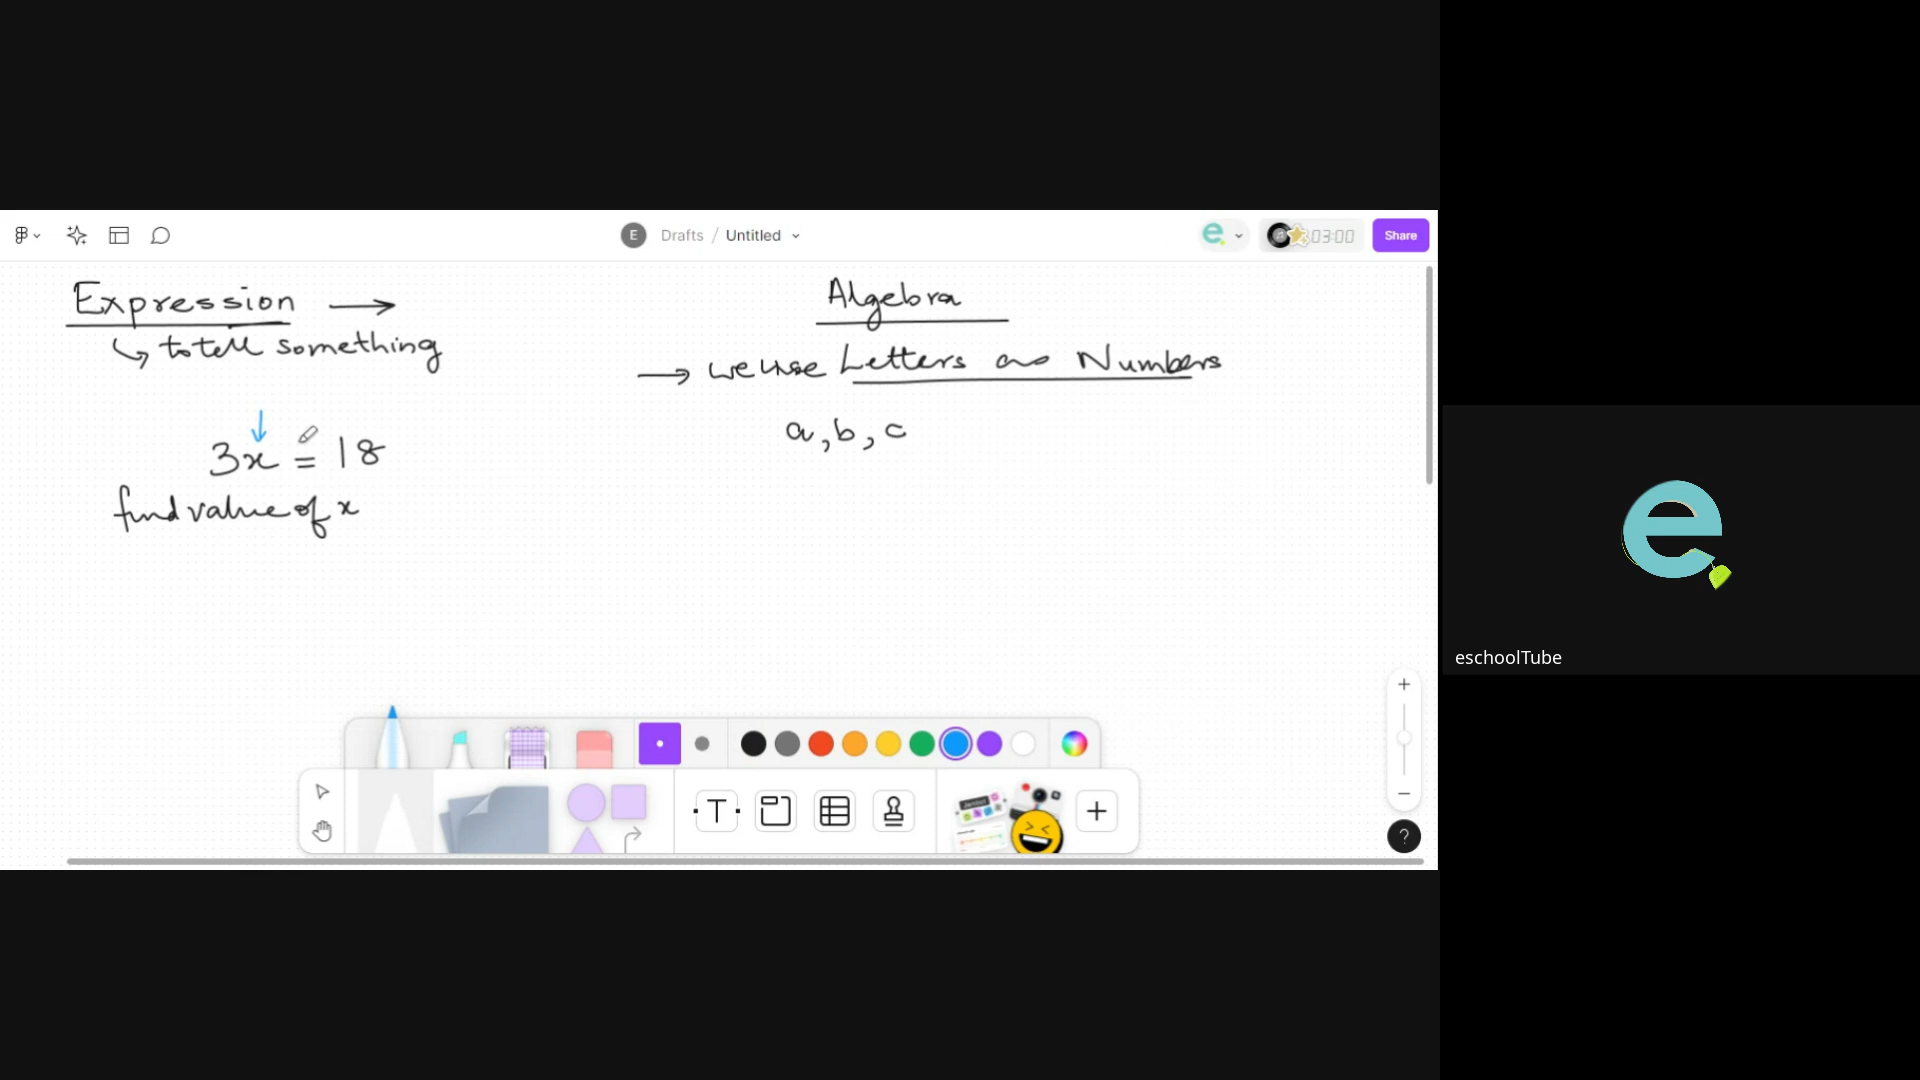 E Drafts / Untitled
03:00
Share
Expression →
↳ to tell something
3x = 18
find value of x
Algebra
→ we use Letters as Numbers
a, b, c
T
?
eschoolTube